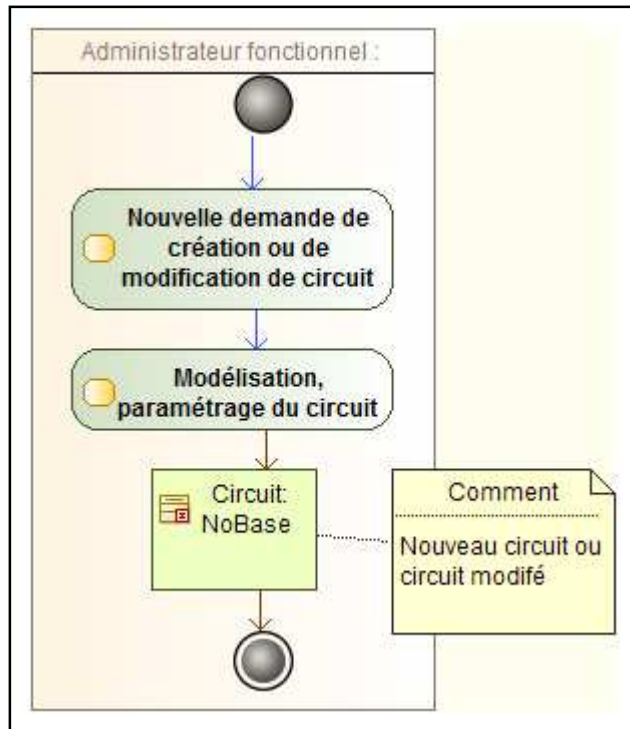 Administrateur fonctionnel :
Nouvelle demande de
création ou de
modification de circuit
Modélisation,
paramétrage du circuit
Circuit:
NoBase
Comment
Nouveau circuit ou
circuit modifé